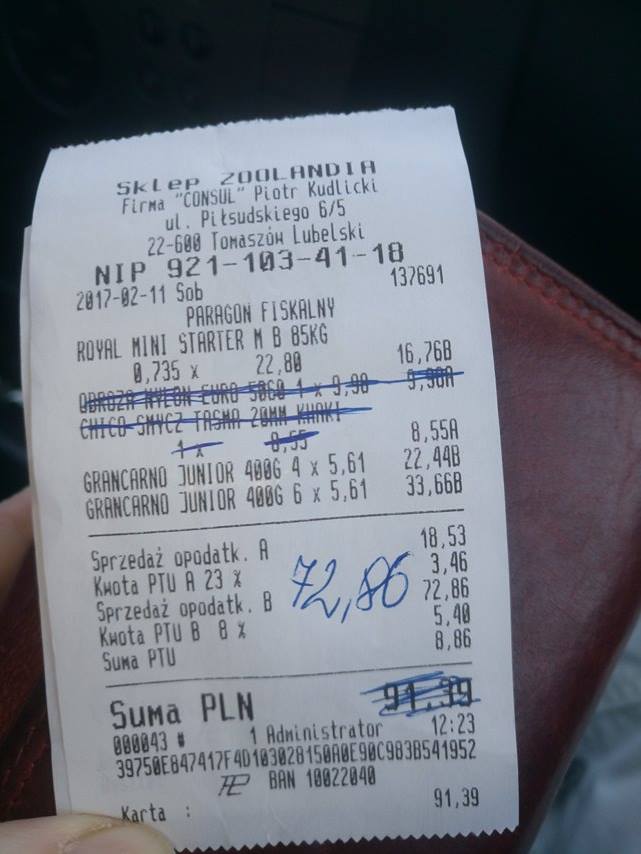 Sklep ZOOLANDIA
Firma "CONSUL" Piotr Kudlicki
ul. Piłsudskiego 6/5
22-600 Tomaszów Lubelski
NIP 921-103-41-18
2017-02-11 Sob 137691
PARAGON FISKALNY
ROYAL MINI STARTER M B 85KG
0,735 x 22,80 16,76B
OBROZA NYLON EURO 5060 1 x 9,98 9,98A
CHICO SMYCZ TASMA 20MM KHAKI
1 x 8,55 8,55A
GRANCARNO JUNIOR 400G 4 x 5,61 22,44B
GRANCARNO JUNIOR 400G 6 x 5,61 33,66B
Sprzedaż opodatk. A 18,53
Kwota PTU A 23 % 3,46
Sprzedaż opodatk. B 72,86
Kwota PTU B 8 % 5,40
Suma PTU 8,86
72,86
Suma PLN 91,39
000043 # 1 Administrator 12:23
39750E847417F4D103028150A0E90C983B541952
BAN 10022040
Karta : 91,39